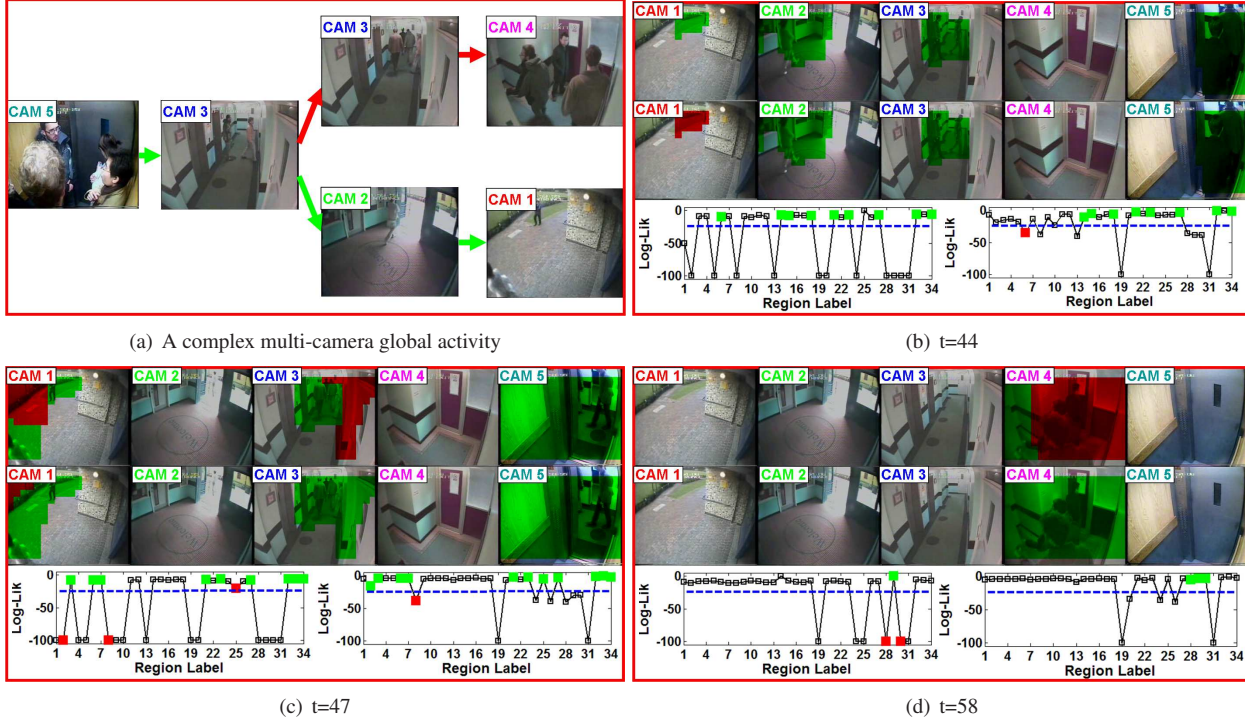 CAM 5
CAM 3
CAM 3
CAM 4
CAM 2
CAM 1
(a) A complex multi-camera global activity
CAM 1 CAM 2 CAM 3 CAM 4 CAM 5
CAM 1 CAM 2 CAM 3 CAM 4 CAM 5
Log-Lik
0
-50
-100
1 4 7 10 13 16 19 22 25 28 31 34
Region Label
Log-Lik
0
-50
-100
1 4 7 10 13 16 19 22 25 28 31 34
Region Label
(b) t=44
CAM 1 CAM 2 CAM 3 CAM 4 CAM 5
CAM 1 CAM 2 CAM 3 CAM 4 CAM 5
Log-Lik
0
-50
-100
1 4 7 10 13 16 19 22 25 28 31 34
Region Label
Log-Lik
0
-50
-100
1 4 7 10 13 16 19 22 25 28 31 34
Region Label
(c) t=47
CAM 1 CAM 2 CAM 3 CAM 4 CAM 5
CAM 1 CAM 2 CAM 3 CAM 4 CAM 5
Log-Lik
0
-50
-100
1 4 7 10 13 16 19 22 25 28 31 34
Region Label
Log-Lik
0
-50
-100
1 4 7 10 13 16 19 22 25 28 31 34
Region Label
(d) t=58